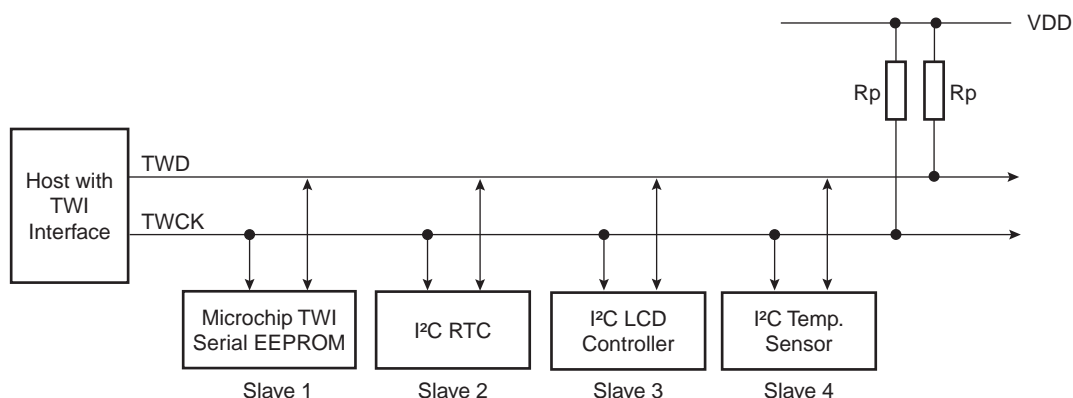 VDD
Rp
Rp
Host with
TWI
Interface
TWD
TWCK
Microchip TWI
Serial EEPROM
I²C RTC
I²C LCD
Controller
I²C Temp.
Sensor
Slave 1
Slave 2
Slave 3
Slave 4